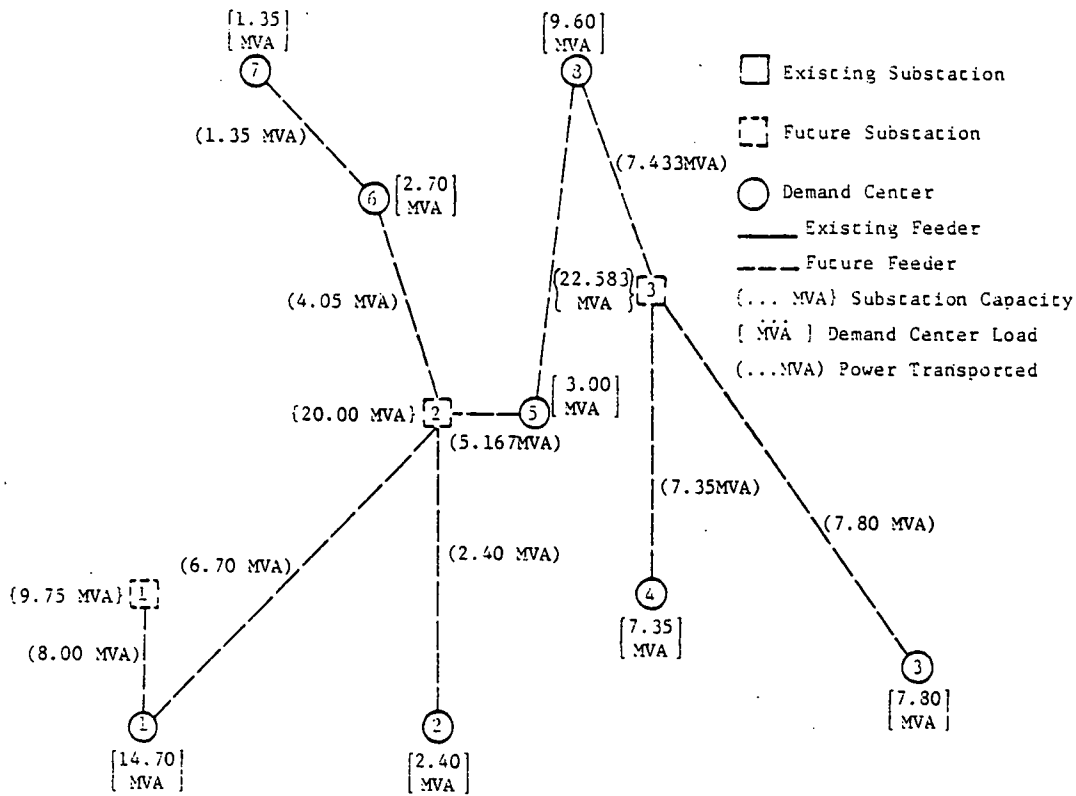 [1.35
MVA]
7
(1.35 MVA)
6
[2.70
MVA]
(4.05 MVA)
[9.60
MVA]
8
(7.433MVA)
{22.583
MVA}
3
{20.00 MVA}
2
5
[3.00
MVA]
(5.167MVA)
(6.70 MVA)
(2.40 MVA)
(7.35MVA)
(7.80 MVA)
{9.75 MVA}
1
(8.00 MVA)
1
[14.70
MVA]
2
[2.40
MVA]
4
[7.35
MVA]
3
[7.80
MVA]
Existing Substation
Future Substation
Demand Center
Existing Feeder
Future Feeder
{... MVA} Substation Capacity
[ MVA ] Demand Center Load
(...MVA) Power Transported